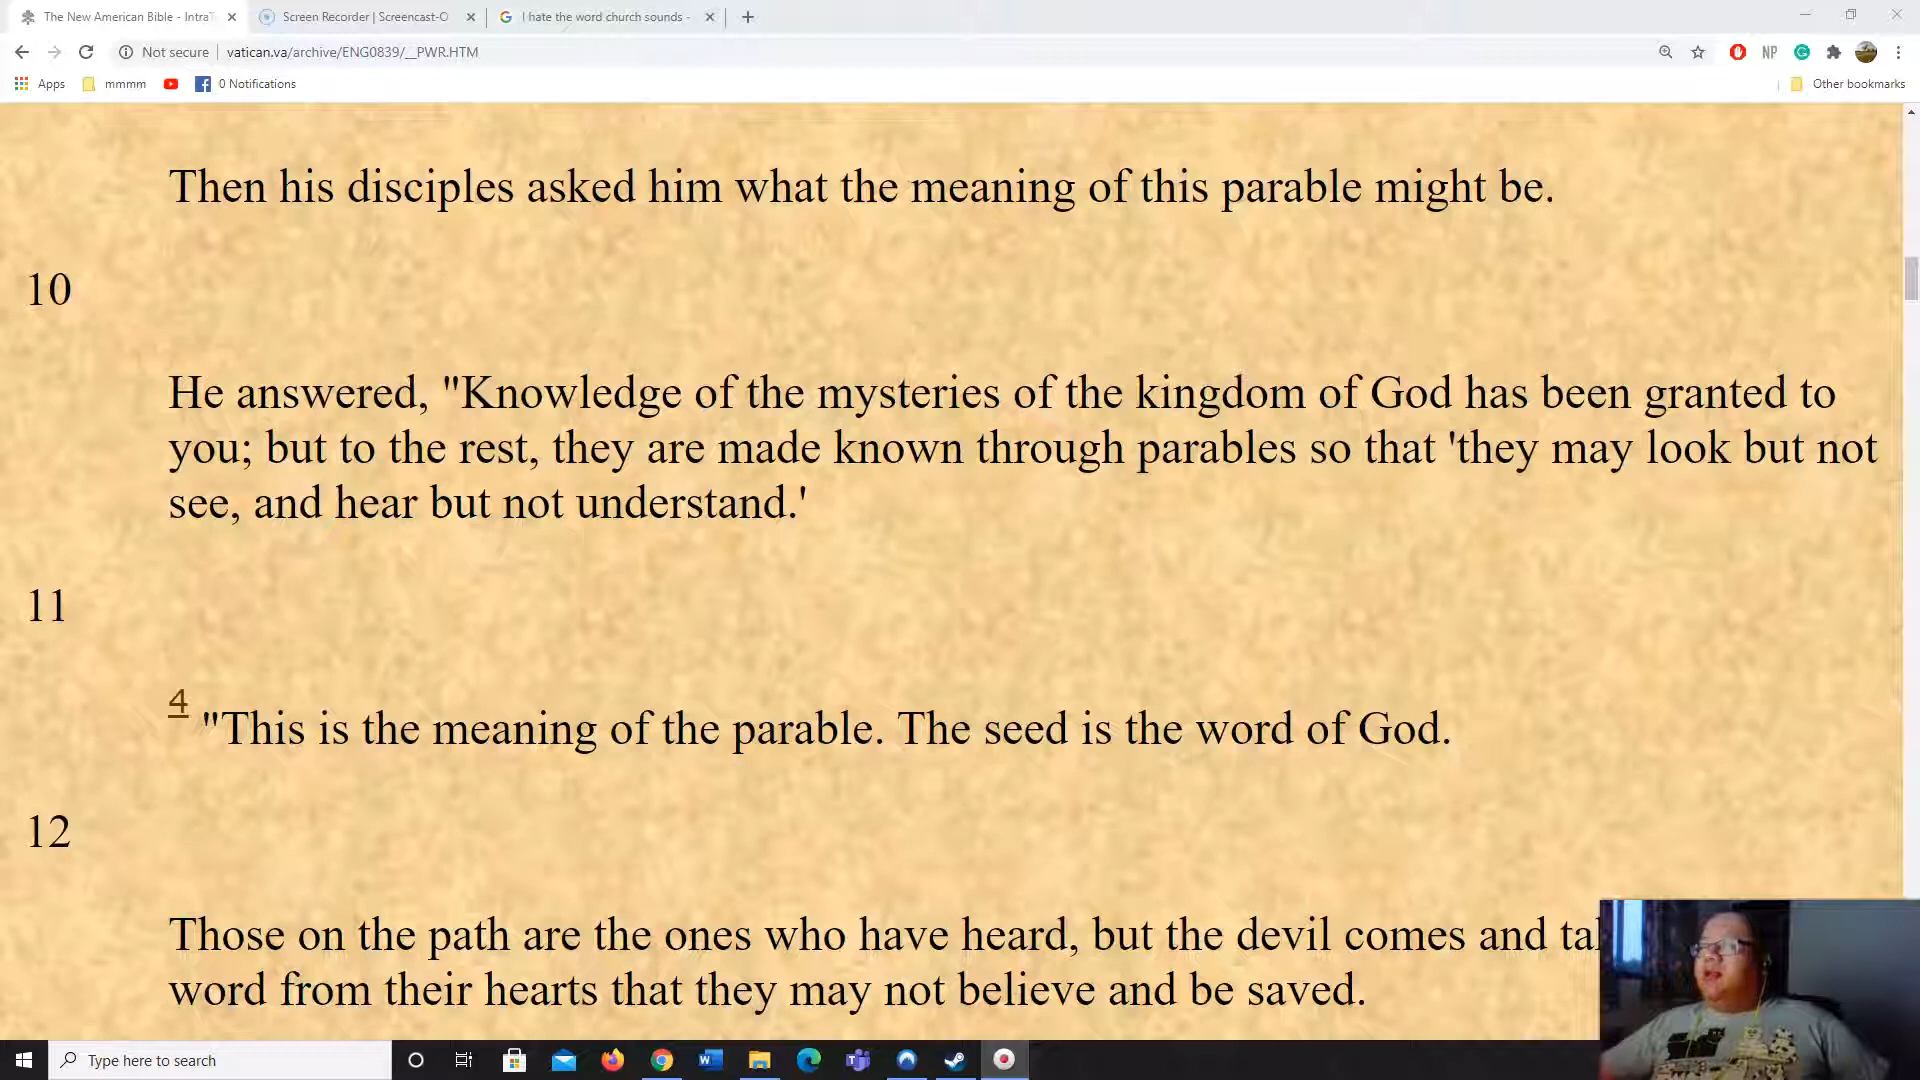 The New American Bible - IntraT
Screen Recorder | Screencast-O
I hate the word church sounds -
Not secure
vatican.va/archive/ENG0839/__PWR.HTM
NP
Apps
mmmm
0 Notifications
Other bookmarks
Then his disciples asked him what the meaning of this parable might be.
10
He answered, "Knowledge of the mysteries of the kingdom of God has been granted to
you; but to the rest, they are made known through parables so that 'they may look but not
see, and hear but not understand.'
11
4 "This is the meaning of the parable. The seed is the word of God.
12
Those on the path are the ones who have heard, but the devil comes and
word from their hearts that they may not believe and be saved.
Type here to search